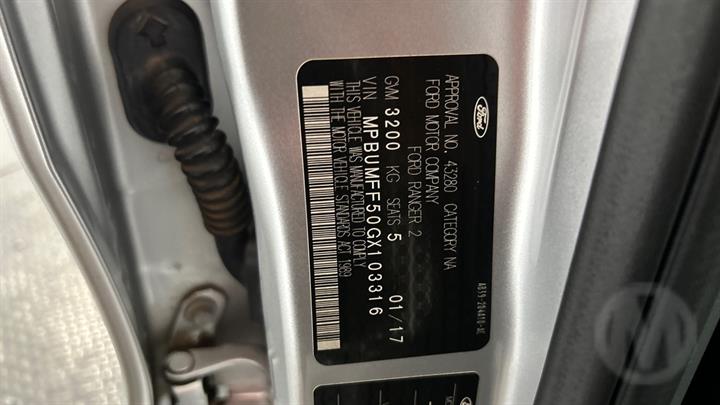 Ford
APPROVAL NO. 43280 CATEGORY NA
FORD MOTOR COMPANY
FORD RANGER 2
01/17
GVM 3200 KG SEATS 5
VIN MPBUMFF50GX103316
THIS VEHICLE WAS MANUFACTURED TO COMPLY
WITH THE MOTOR VEHICLE STANDARDS ACT 1989
M